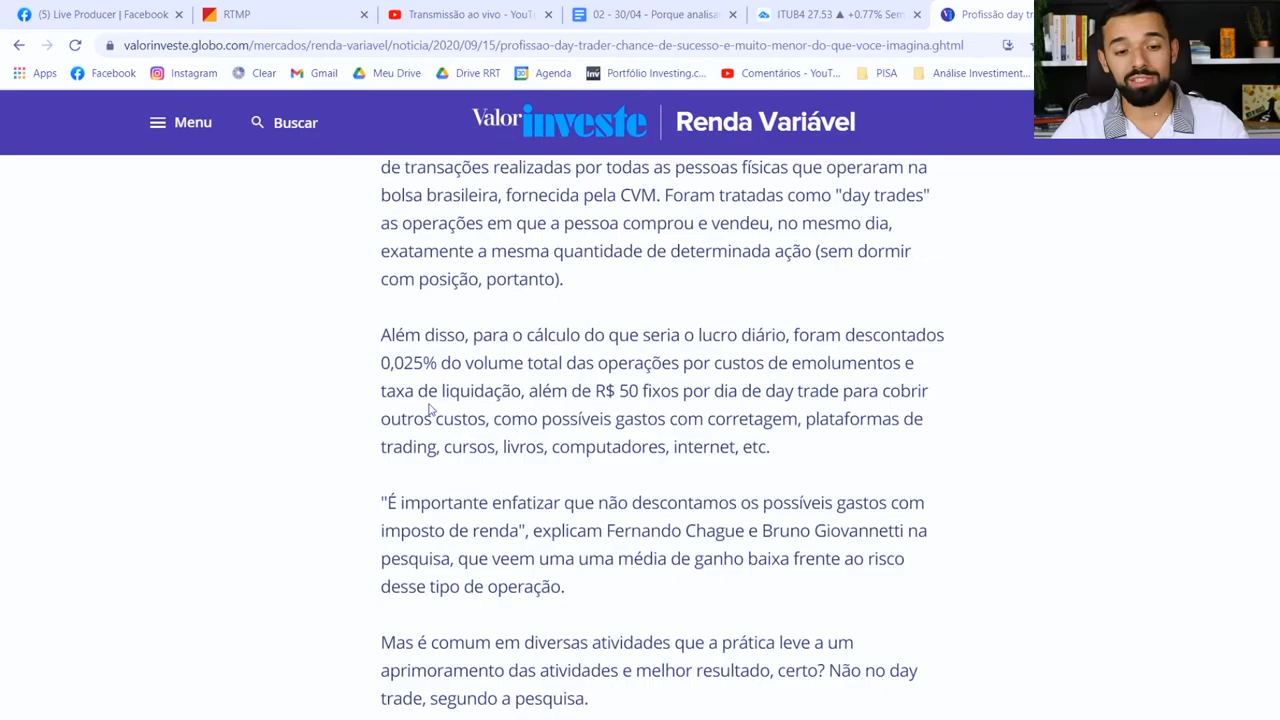 (5) Live Producer | Facebook
RTMP
Transmissão ao vivo - YouT
02 - 30/04 - Porque analisa
ITUB4 27.53 ▲ +0.77% Sem
Profissão day tr
valorinveste.globo.com/mercados/renda-variavel/noticia/2020/09/15/profissao-day-trader-chance-de-sucesso-e-muito-menor-do-que-voce-imagina.ghtml
Apps
Facebook
Instagram
Clear
Gmail
Meu Drive
Drive RRT
Agenda
Portfólio Investing.c...
Comentários - YouT...
PISA
Análise Investiment...
Menu
Buscar
Valor investe
Renda Variável
de transações realizadas por todas as pessoas físicas que operaram na
bolsa brasileira, fornecida pela CVM. Foram tratadas como "day trades"
as operações em que a pessoa comprou e vendeu, no mesmo dia,
exatamente a mesma quantidade de determinada ação (sem dormir
com posição, portanto).
Além disso, para o cálculo do que seria o lucro diário, foram descontados
0,025% do volume total das operações por custos de emolumentos e
taxa de liquidação, além de R$ 50 fixos por dia de day trade para cobrir
outros custos, como possíveis gastos com corretagem, plataformas de
trading, cursos, livros, computadores, internet, etc.
"É importante enfatizar que não descontamos os possíveis gastos com
imposto de renda", explicam Fernando Chague e Bruno Giovannetti na
pesquisa, que veem uma uma média de ganho baixa frente ao risco
desse tipo de operação.
Mas é comum em diversas atividades que a prática leve a um
aprimoramento das atividades e melhor resultado, certo? Não no day
trade, segundo a pesquisa.